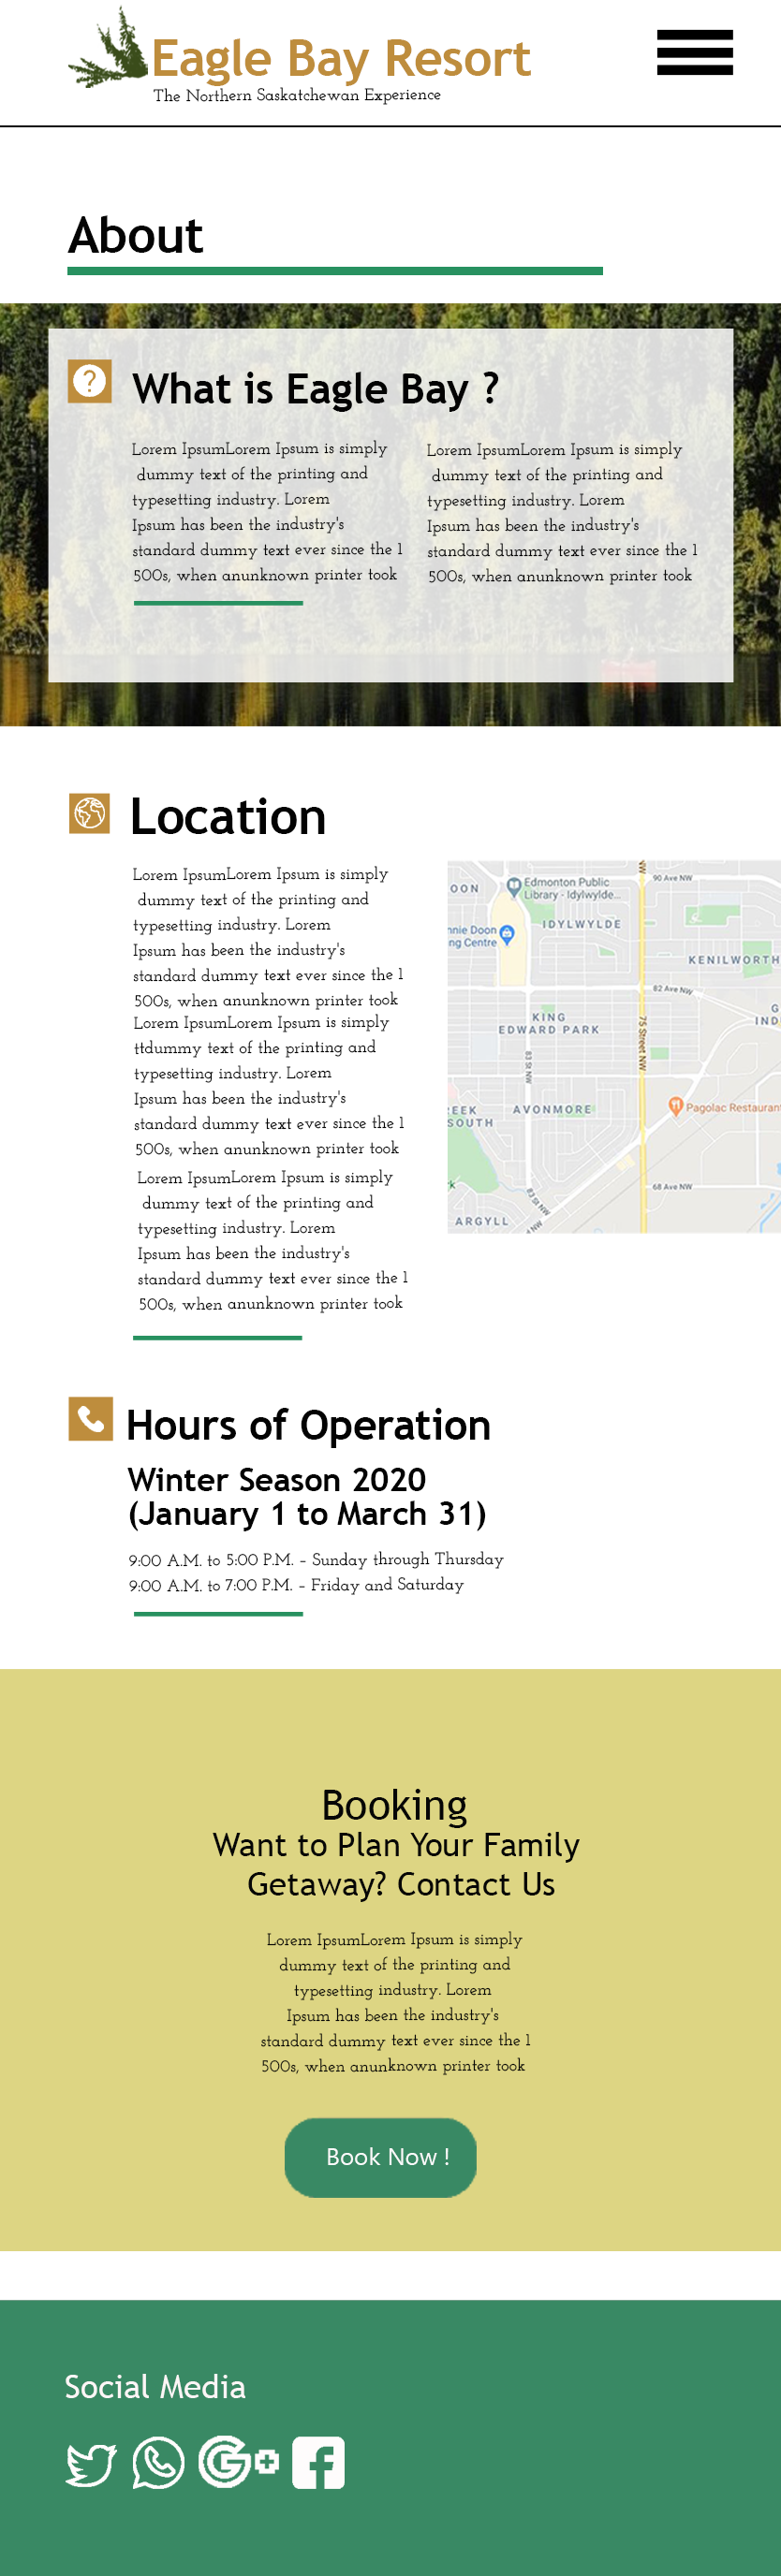 Eagle Bay Resort
The Northern Saskatchewan Experience
About
What is Eagle Bay ?
Lorem IpsumLorem Ipsum is simply
dummy text of the printing and
typesetting industry. Lorem
Ipsum has been the industry's
standard dummy text ever since the 1
500s, when anunknown printer took
Lorem IpsumLorem Ipsum is simply
dummy text of the printing and
typesetting industry. Lorem
Ipsum has been the industry's
standard dummy text ever since the 1
500s, when anunknown printer took
Location
Lorem IpsumLorem Ipsum is simply
dummy text of the printing and
typesetting industry. Lorem
Ipsum has been the industry's
standard dummy text ever since the 1
500s, when anunknown printer took
Lorem IpsumLorem Ipsum is simply
ttdummy text of the printing and
typesetting industry. Lorem
Ipsum has been the industry's
standard dummy text ever since the 1
500s, when anunknown printer took
Lorem IpsumLorem Ipsum is simply
dummy text of the printing and
typesetting industry. Lorem
Ipsum has been the industry's
standard dummy text ever since the 1
500s, when anunknown printer took
90 Ave NW
OON
Edmonton Public
Library - Idylwylde...
IDYLWYLDE
nnie Doon
ng Centre
KENILWORTH
82 Ave NW
KING
EDWARD PARK
G
IND
75 Street NW
83 St NW
EEK
SOUTH
AVONMORE
Pagolac Restaurant
68 Ave NW
83 St NW
ARGYLL
Hours of Operation
Winter Season 2020
(January 1 to March 31)
9:00 A.M. to 5:00 P.M. – Sunday through Thursday
9:00 A.M. to 7:00 P.M. – Friday and Saturday
Booking
Want to Plan Your Family
Getaway? Contact Us
Lorem IpsumLorem Ipsum is simply
dummy text of the printing and
typesetting industry. Lorem
Ipsum has been the industry's
standard dummy text ever since the 1
500s, when anunknown printer took
Book Now !
Social Media